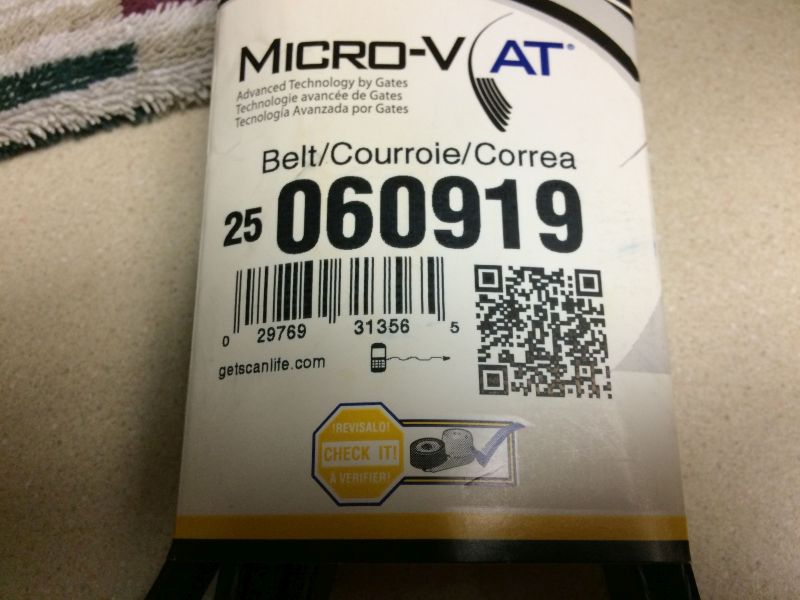 MICRO-V AT®
Advanced Technology by Gates
Technologie avancée de Gates
Tecnología Avanzada por Gates
Belt/Courroie/Correa
25 060919
0 29769 31356 5
getscanlife.com
¡REVISALO!
CHECK IT!
À VERIFIER!